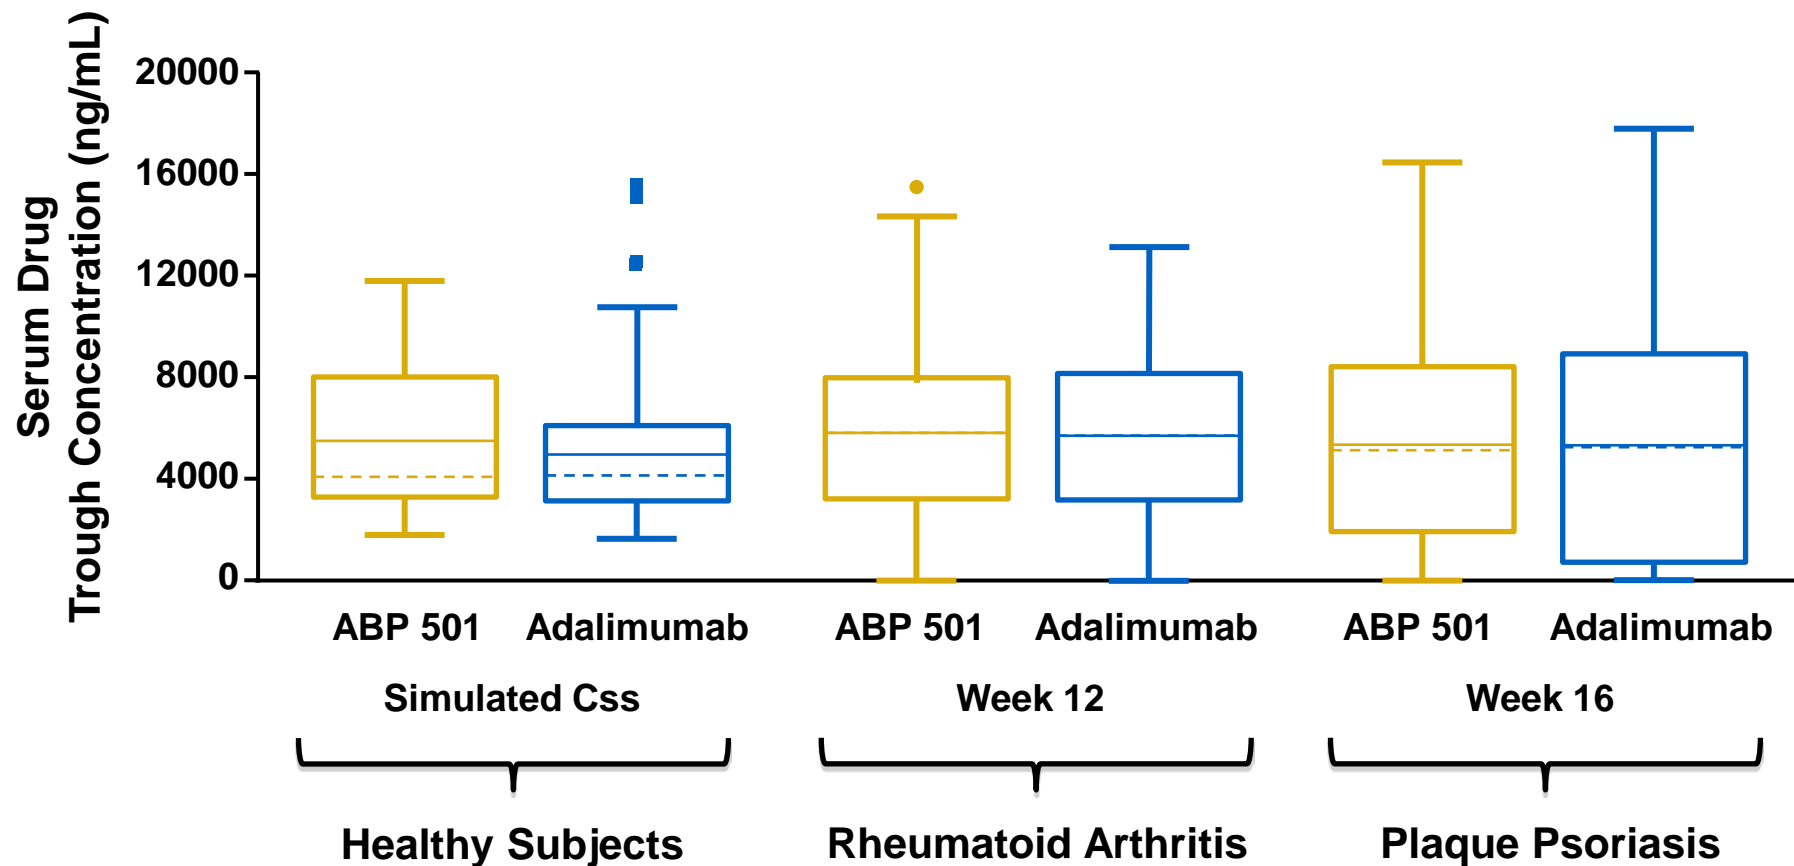 Serum Drug
Trough Concentration (ng/mL)
20000
16000
12000
8000
4000
0
ABP 501 Adalimumab ABP 501 Adalimumab ABP 501 Adalimumab
Simulated Css Week 12 Week 16
Healthy Subjects Rheumatoid Arthritis Plaque Psoriasis